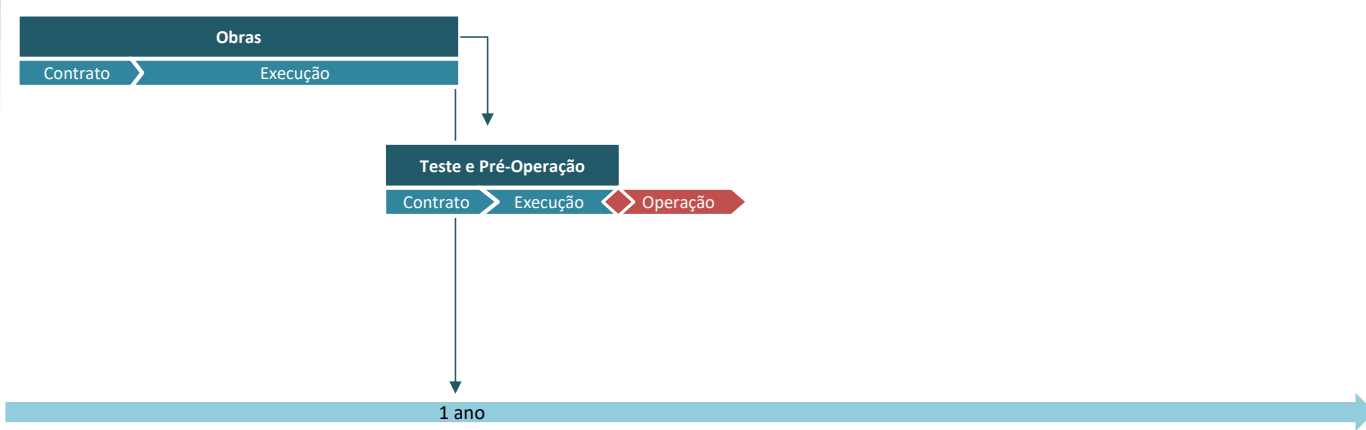 Obras
Contrato
Execução
Teste e Pré-Operação
Contrato
Execução
Operação
1 ano